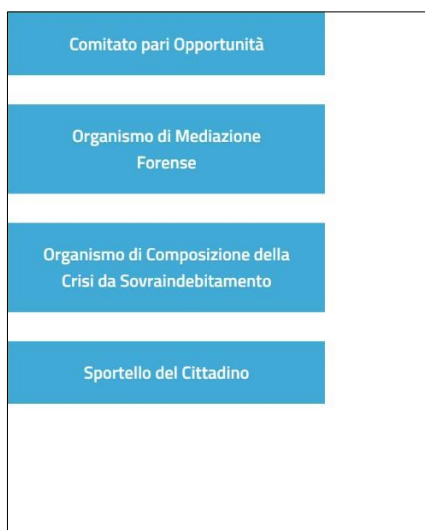 Comitato pari Opportunità
Organismo di Mediazione
Forense
Organismo di Composizione della
Crisi da Sovraindebitamento
Sportello del Cittadino